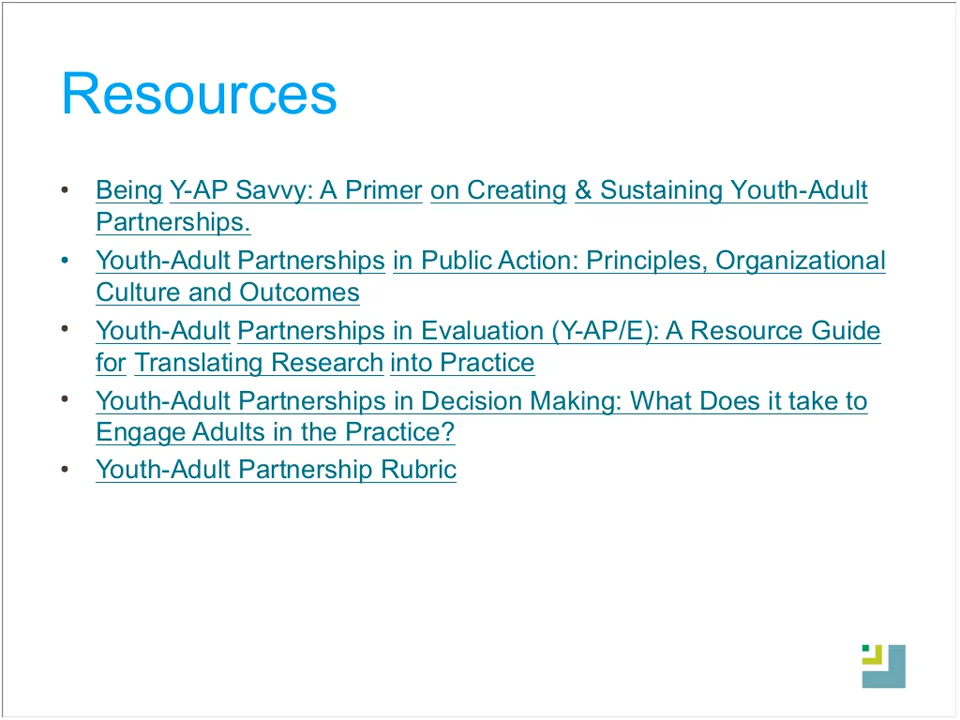 Resources
• Being Y-AP Savvy: A Primer on Creating & Sustaining Youth-Adult
Partnerships.
• Youth-Adult Partnerships in Public Action: Principles, Organizational
Culture and Outcomes
• Youth-Adult Partnerships in Evaluation (Y-AP/E): A Resource Guide
for Translating Research into Practice
• Youth-Adult Partnerships in Decision Making: What Does it take to
Engage Adults in the Practice?
• Youth-Adult Partnership Rubric